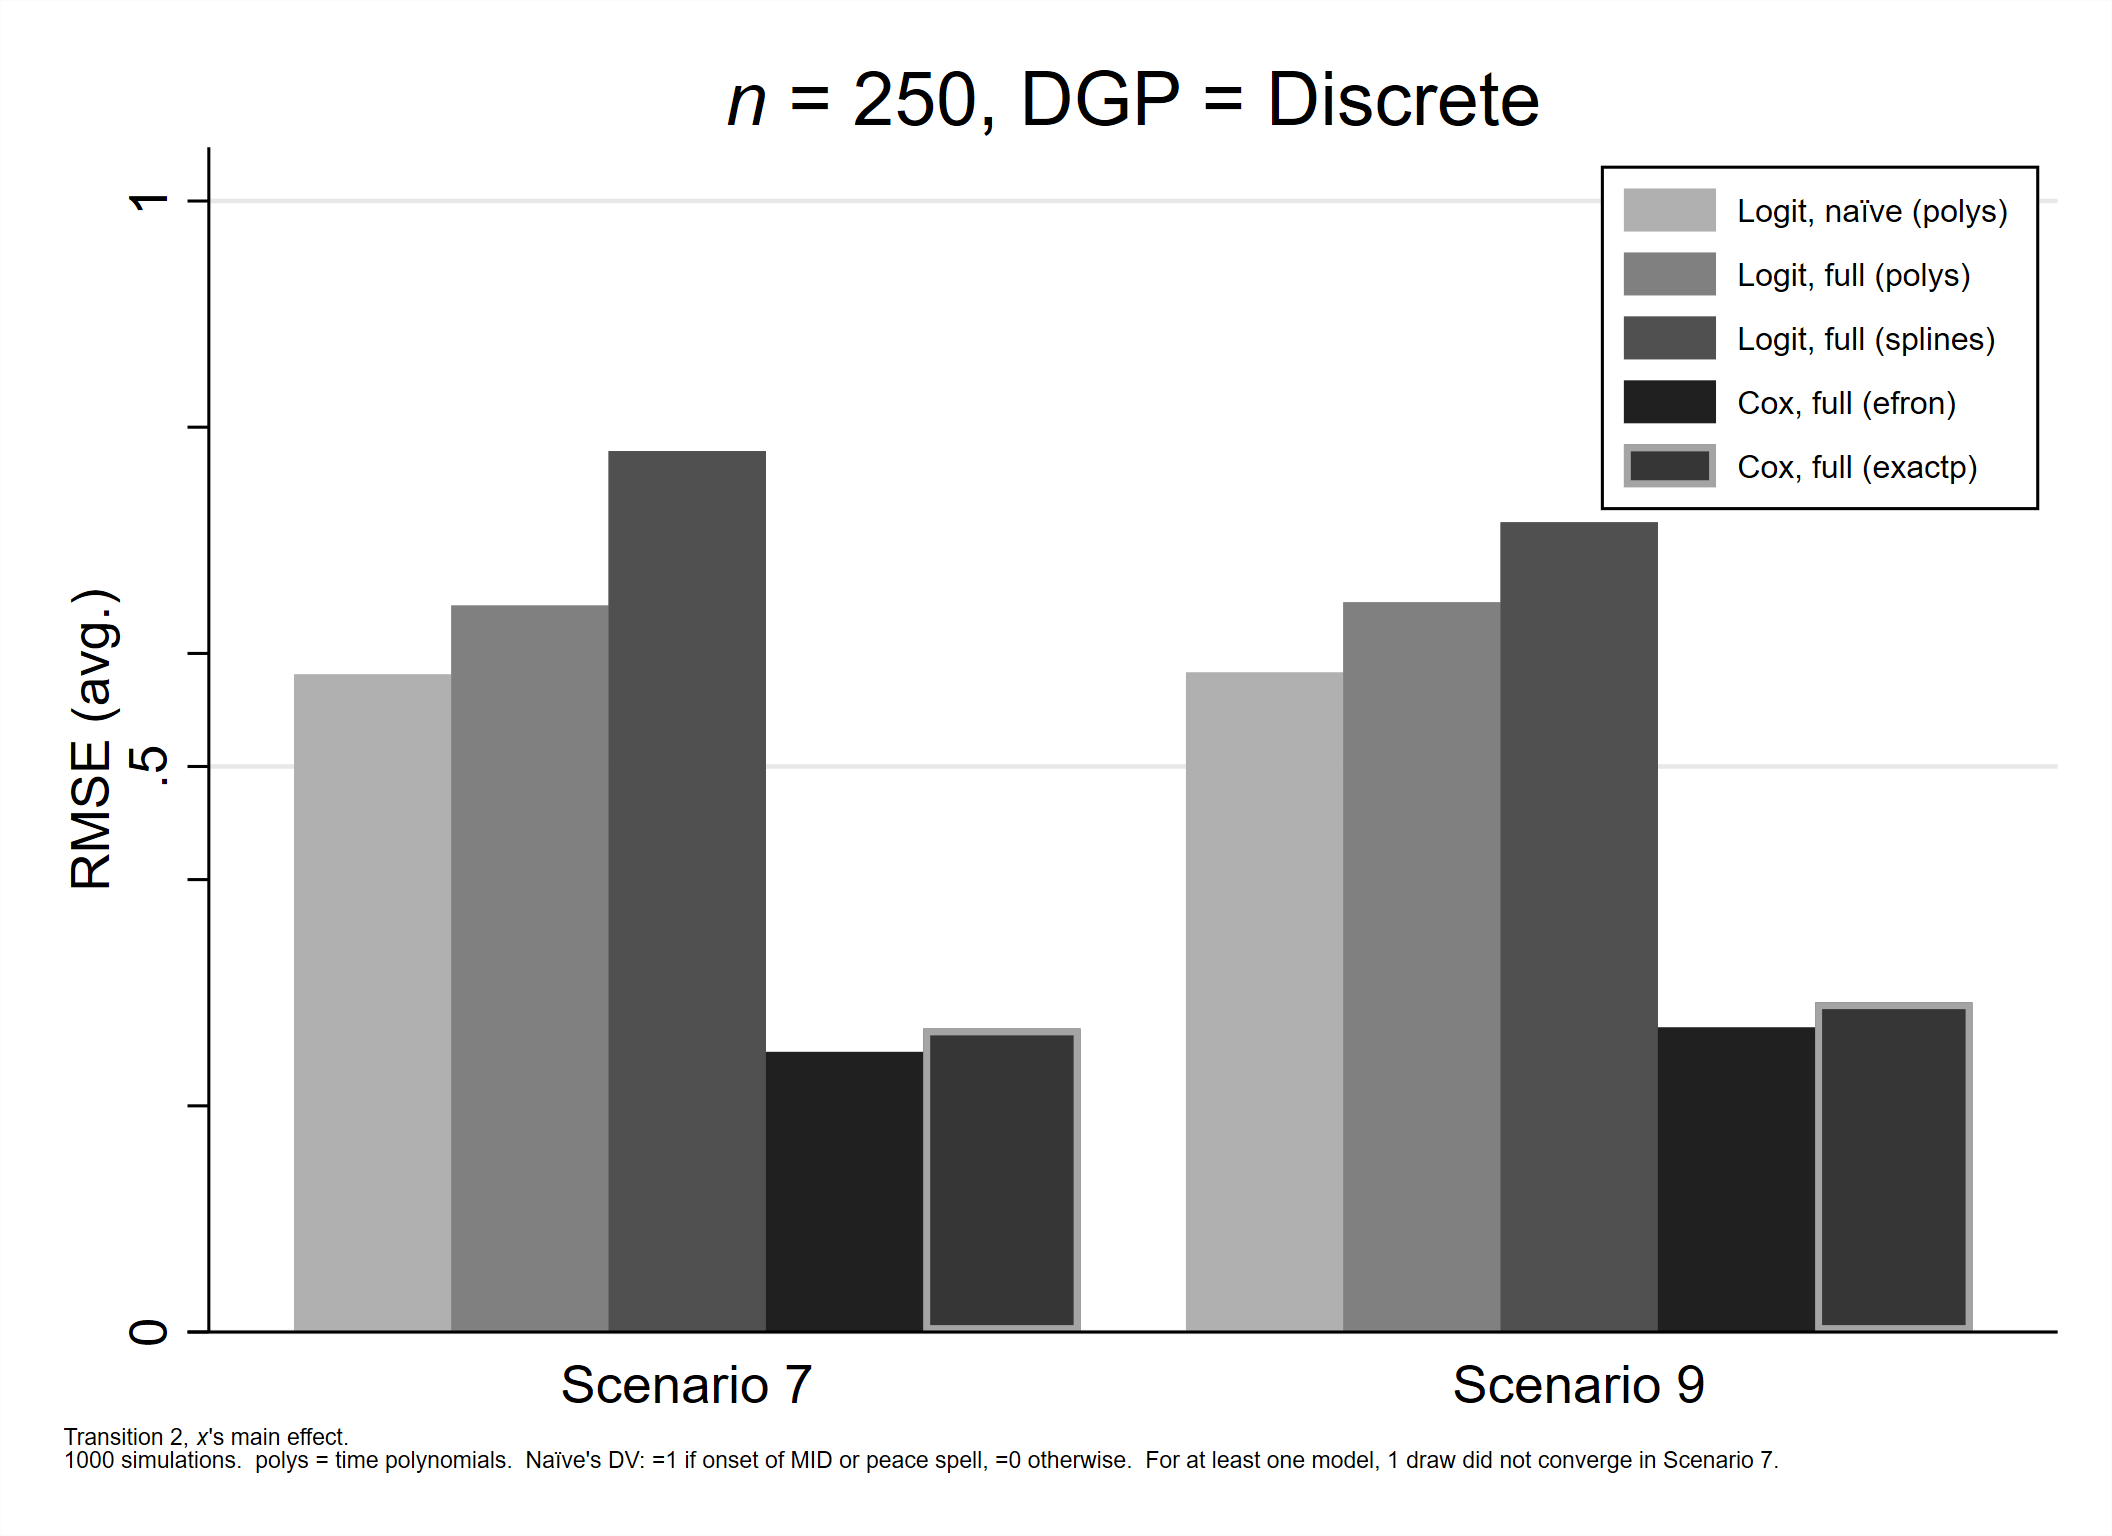 n = 250, DGP = Discrete
1
.5
0
RMSE (avg.)
Logit, naïve (polys)
Logit, full (polys)
Logit, full (splines)
Cox, full (efron)
Cox, full (exactp)
Scenario 7
Scenario 9
Transition 2, x's main effect.
1000 simulations.  polys = time polynomials.  Naïve's DV: =1 if onset of MID or peace spell, =0 otherwise.  For at least one model, 1 draw did not converge in Scenario 7.